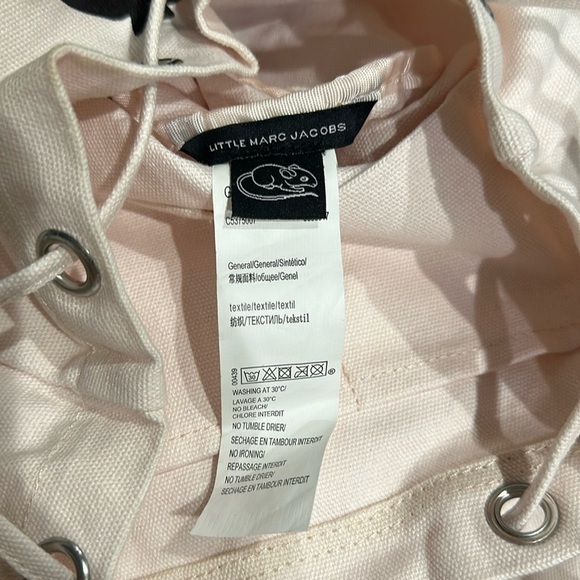 LITTLE MARC JACOBS
General/General/Sintético/
常规面料/общее/Genel
textile/textile/textil
纺织/ТЕКСТИЛЬ/tekstil
00439
WASHING AT 30°C/
LAVAGE A 30°C
NO BLEACH/
CHLORE INTERDIT
NO TUMBLE DRIER/
SECHAGE EN TAMBOUR INTERDIT
NO IRONING/
REPASSAGE INTERDIT
NO TUMBLE DRIER/
SECHAGE EN TAMBOUR INTERDIT